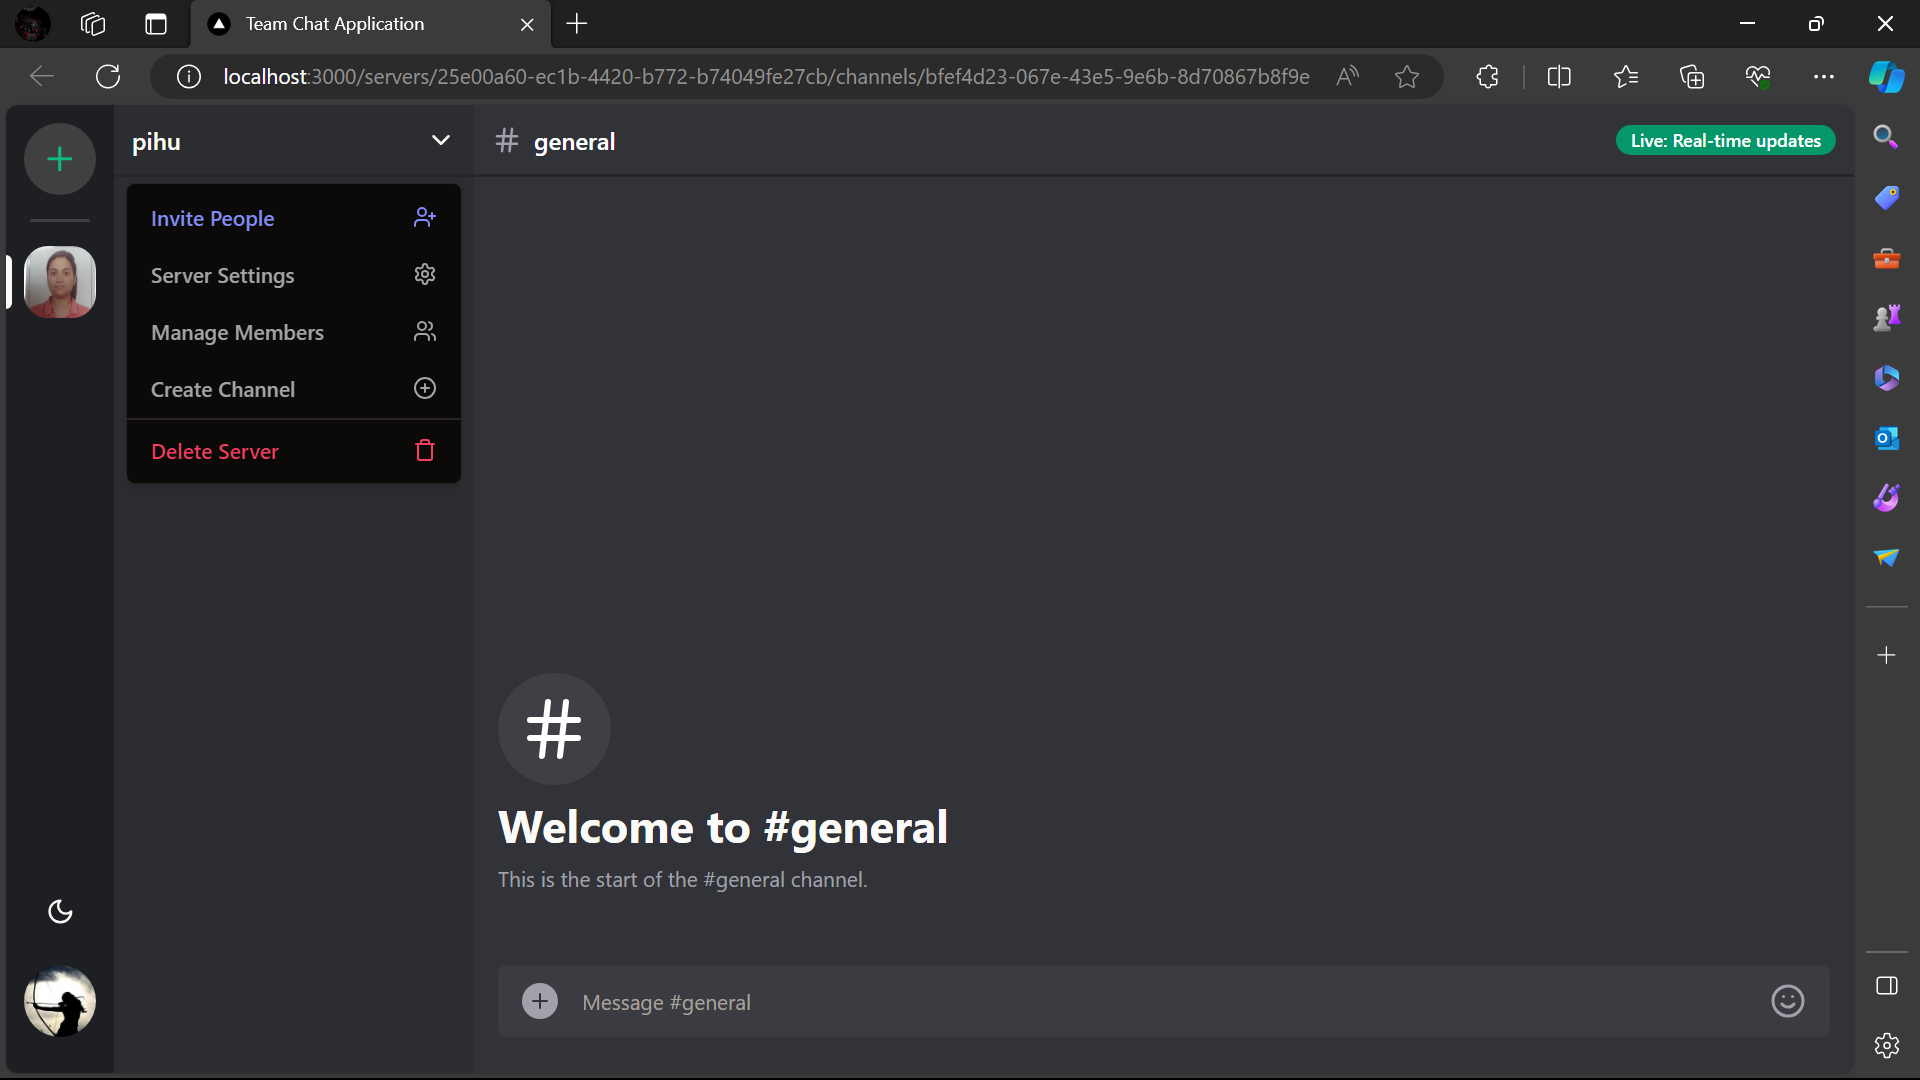 Team Chat Application
localhost:3000/servers/25e00a60-ec1b-4420-b772-b74049fe27cb/channels/bfef4d23-067e-43e5-9e6b-8d70867b8f9e
pihu
# general
Live: Real-time updates
Invite People
Server Settings
Manage Members
Create Channel
Delete Server
#
Welcome to #general
This is the start of the #general channel.
Message #general